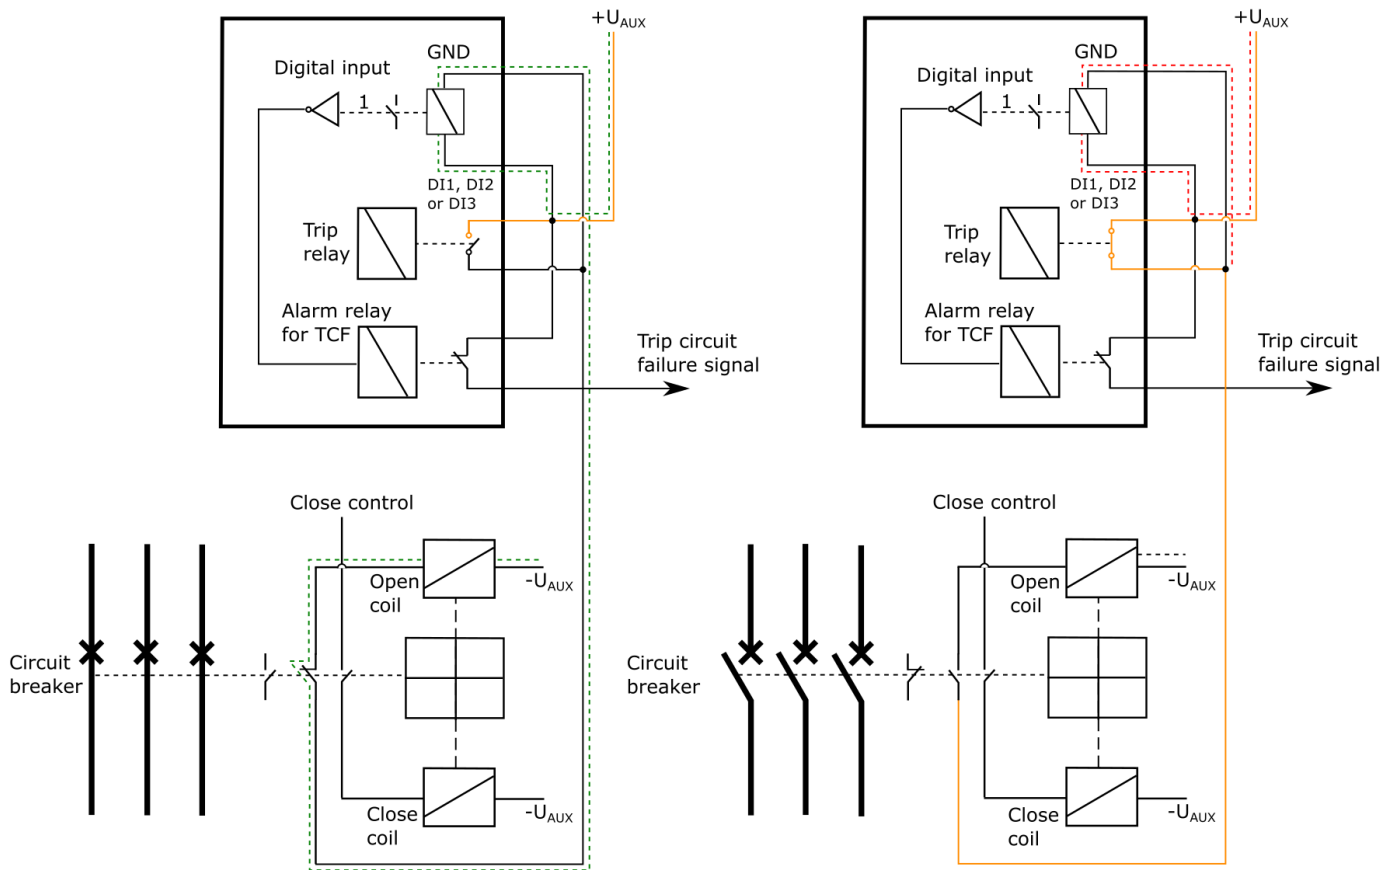 +UAUX
GND
Digital input
1
DI1, DI2
or DI3
Trip
relay
Alarm relay
for TCF
Trip circuit
failure signal
Close control
Open
coil
-UAUX
Circuit
breaker
Close
coil
-UAUX
+UAUX
GND
Digital input
1
DI1, DI2
or DI3
Trip
relay
Alarm relay
for TCF
Trip circuit
failure signal
Close control
Open
coil
-UAUX
Circuit
breaker
Close
coil
-UAUX